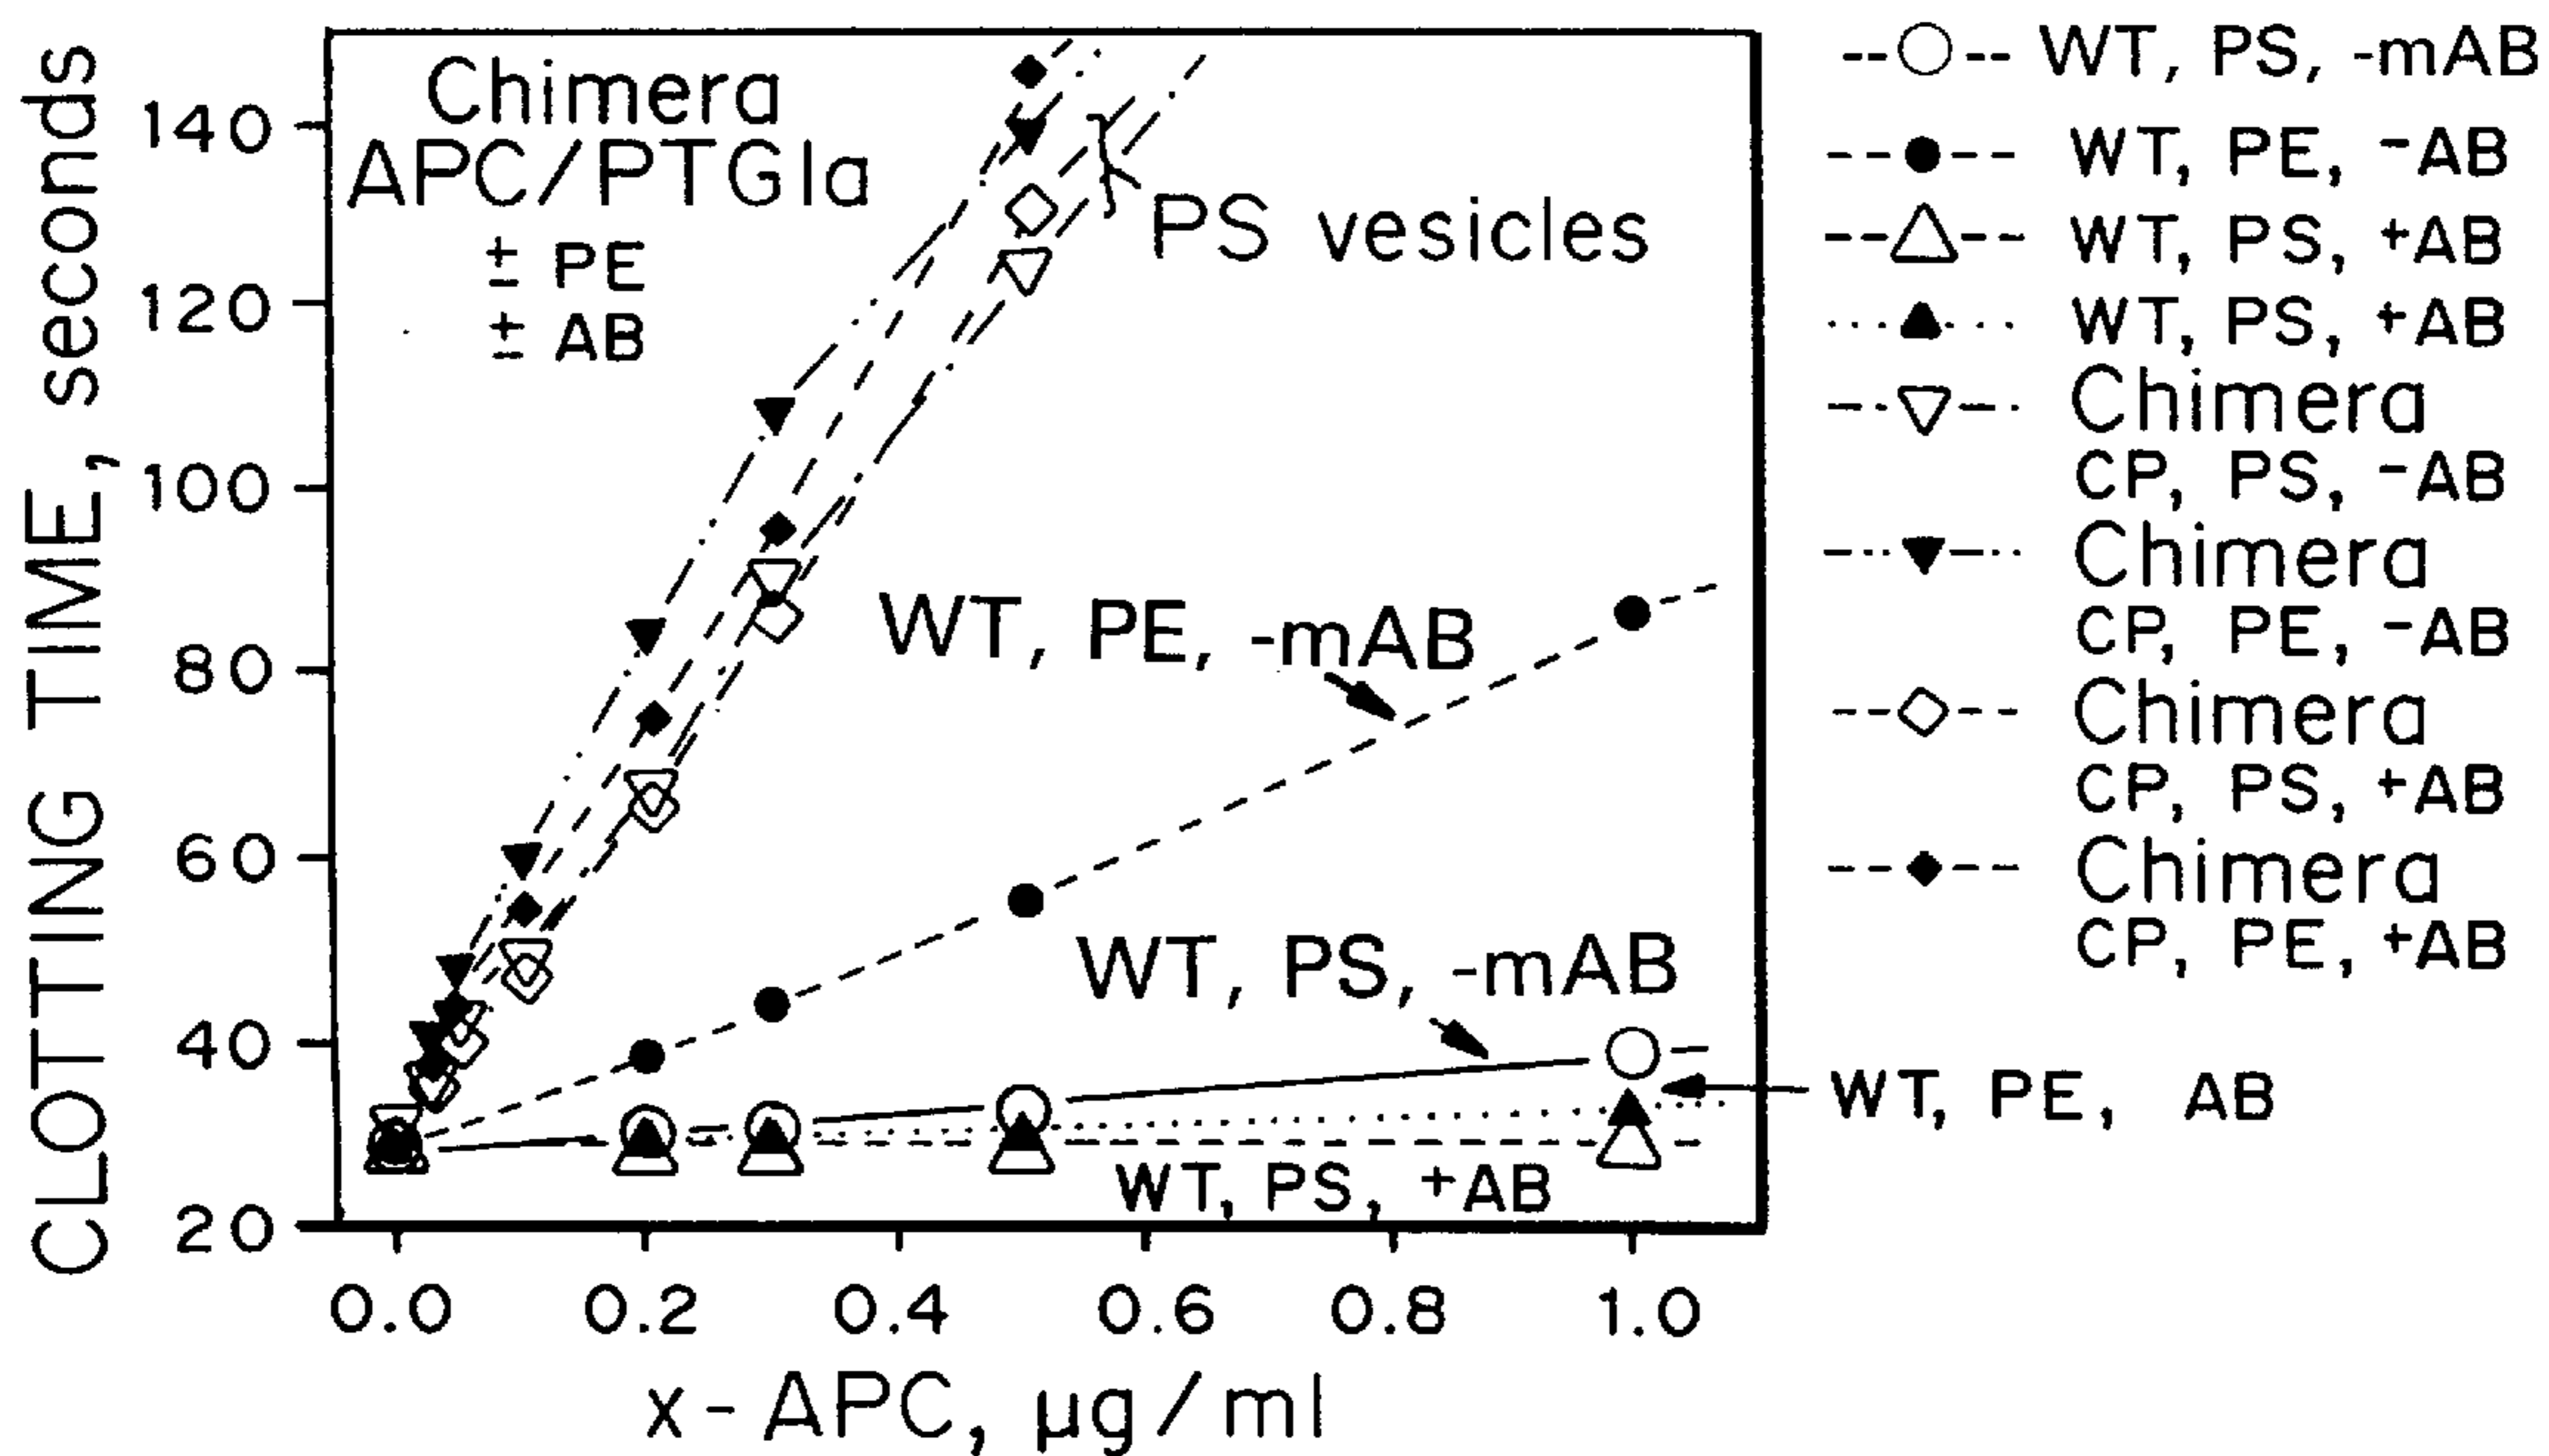 CLOTTING TIME, seconds
140
120
100
80
60
40
20
Chimera
APC/PTGla
± PE
± AB
PS vesicles
WT, PE, -mAB
WT, PS, -mAB
WT, PS, +AB
WT, PE, AB
0.0 0.2 0.4 0.6 0.8 1.0
x - APC, µg/ml
WT, PS, -mAB
WT, PE, -AB
WT, PS, +AB
WT, PS, +AB
Chimera
CP, PS, -AB
Chimera
CP, PE, -AB
Chimera
CP, PS, +AB
Chimera
CP, PE, +AB